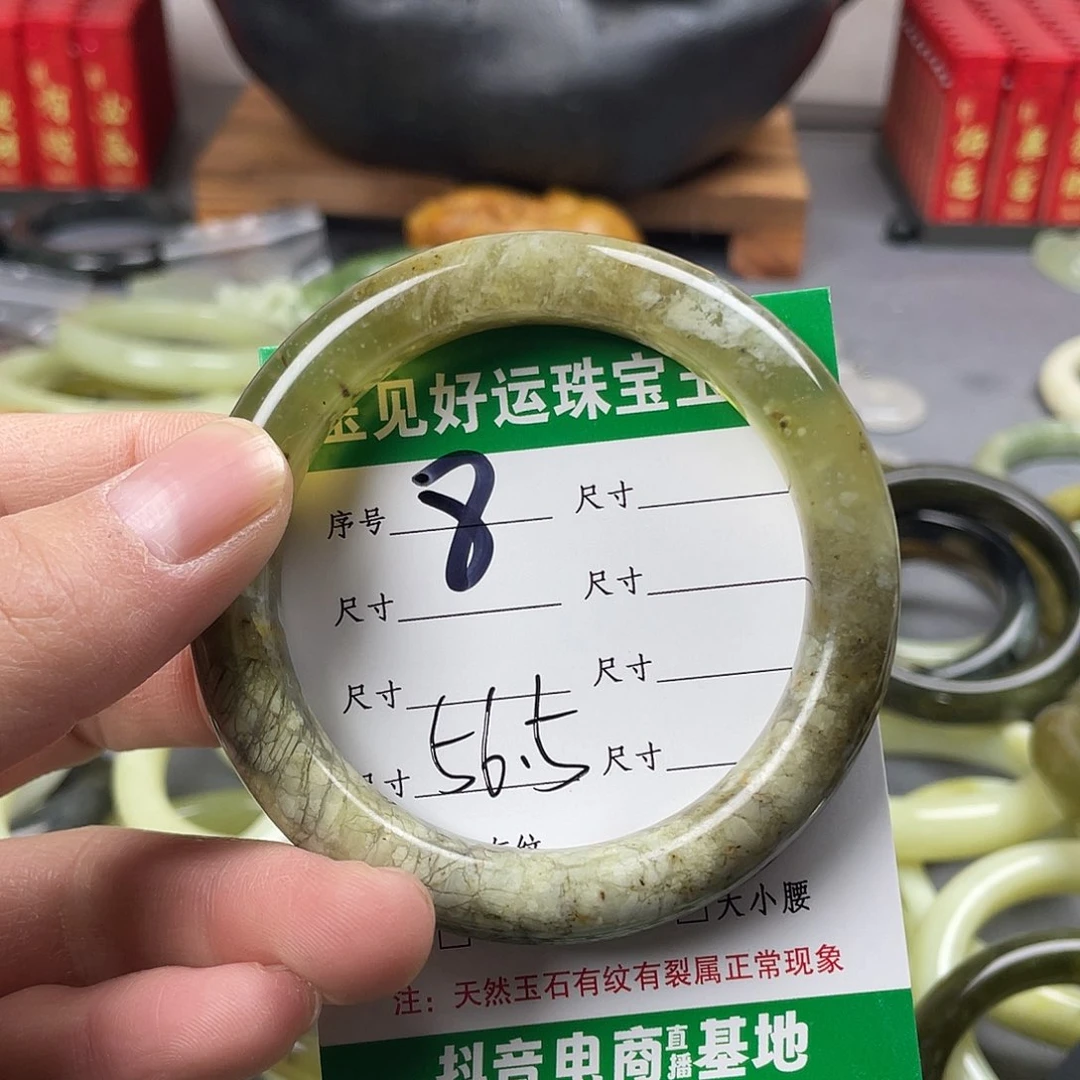 见好运珠宝玉
序号 8 尺寸
尺寸 尺寸
尺寸 尺寸
尺寸 56.5 尺寸
大小腰
注：天然玉石有纹有裂属正常现象
抖音电商直播基地